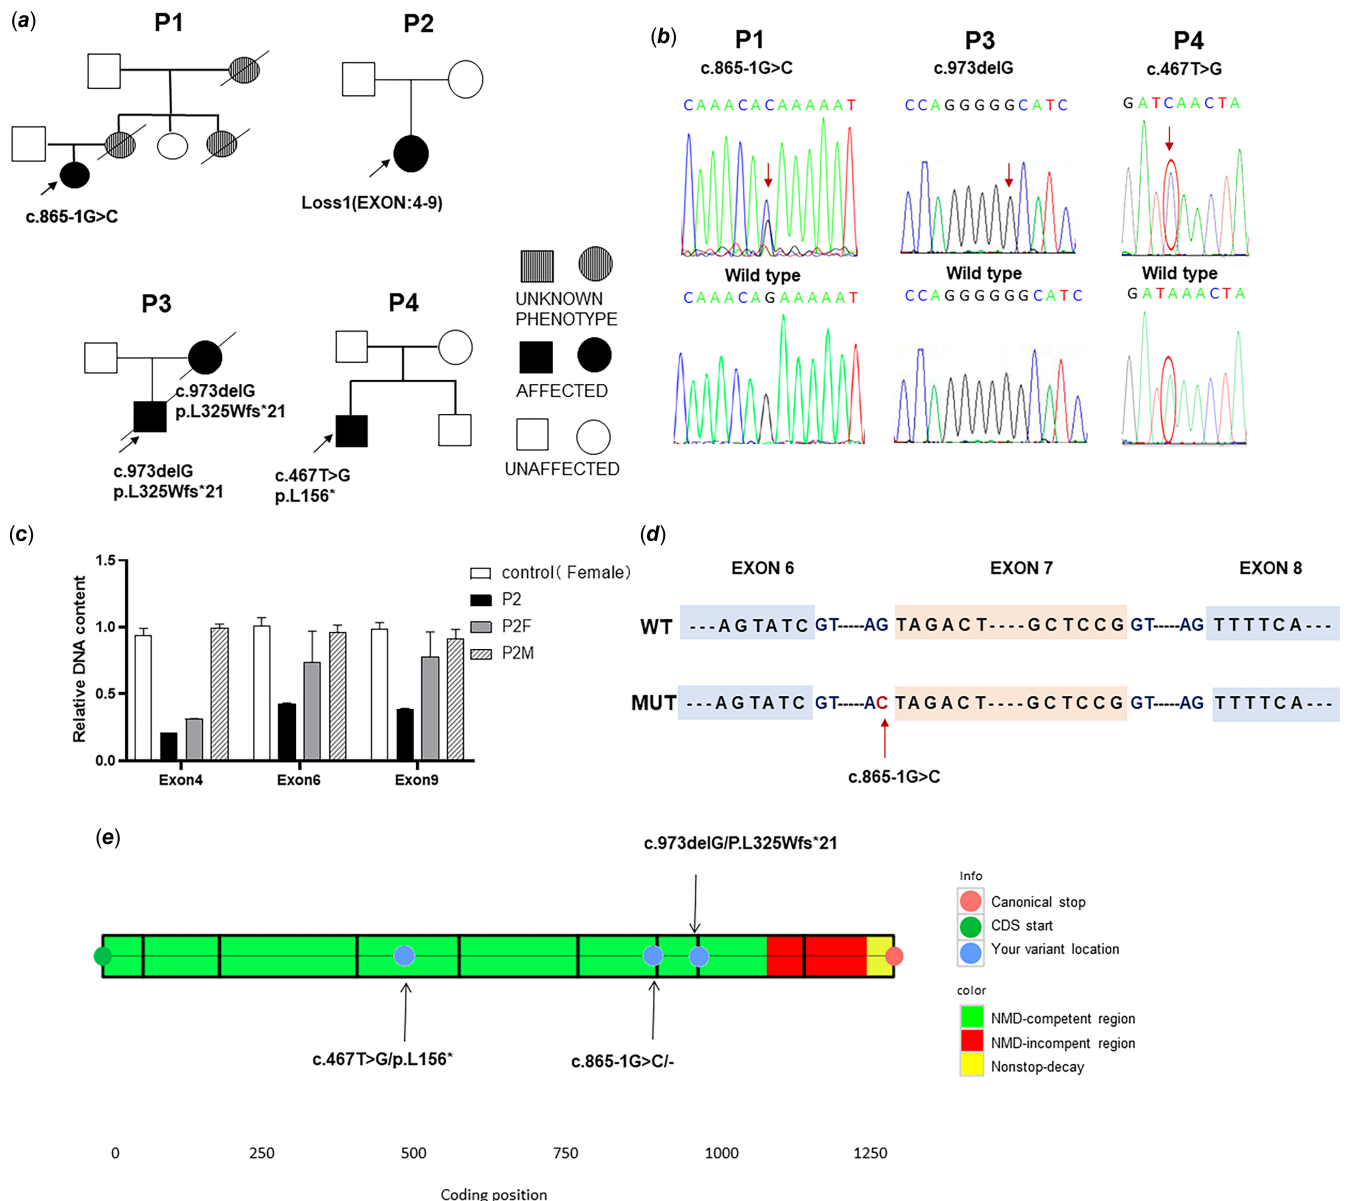 (a)
P1
P2
c.865-1G>C
Loss1(EXON:4-9)
P3
P4
c.973delG
p.L325Wfs*21
c.973delG
p.L325Wfs*21
c.467T>G
p.L156*
UNKNOWN
PHENOTYPE
AFFECTED
UNAFFECTED
(b)
P1
c.865-1G>C
CAAACACAAAAAT
Wild type
CAAACAGAAAAAT
P3
c.973delG
CCAGGGGGCATC
Wild type
CCAGGGGGGCATC
P4
c.467T>G
GATCAACTA
Wild type
GATAAACTA
(c)
Relative DNA content
1.5
1.0
0.5
0.0
Exon4
Exon6
Exon9
control( Female)
P2
P2F
P2M
(d)
EXON 6
EXON 7
EXON 8
WT
---AGTATC GT-----AG TAGACT----GCTCCG GT-----AG TTTTCA---
MUT
---AGTATC GT-----AC TAGACT----GCTCCG GT-----AG TTTTCA---
c.865-1G>C
(e)
c.973delG/P.L325Wfs*21
c.467T>G/p.L156*
c.865-1G>C/-
Info
Canonical stop
CDS start
Your variant location
color
NMD-competent region
NMD-incompent region
Nonstop-decay
0 250 500 750 1000 1250
Coding position